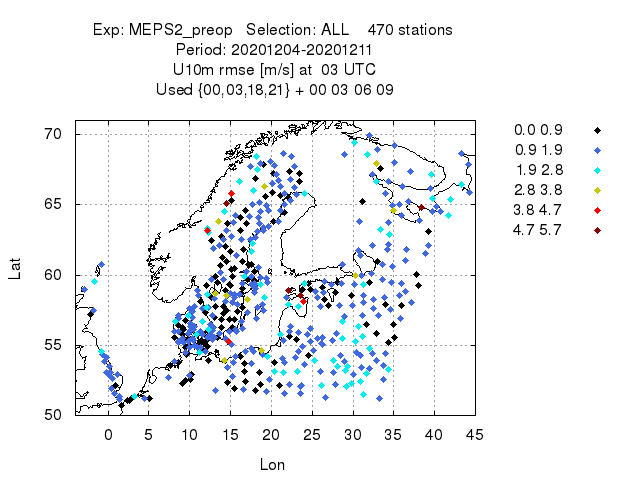 Exp: MEPS2_preop   Selection: ALL    470 stations
Period: 20201204-20201211
U10m rmse [m/s] at  03 UTC
Used {00,03,18,21} + 00 03 06 09
70
65
60
55
50
Lat
0 5 10 15 20 25 30 35 40 45
Lon
0.0 0.9
0.9 1.9
1.9 2.8
2.8 3.8
3.8 4.7
4.7 5.7